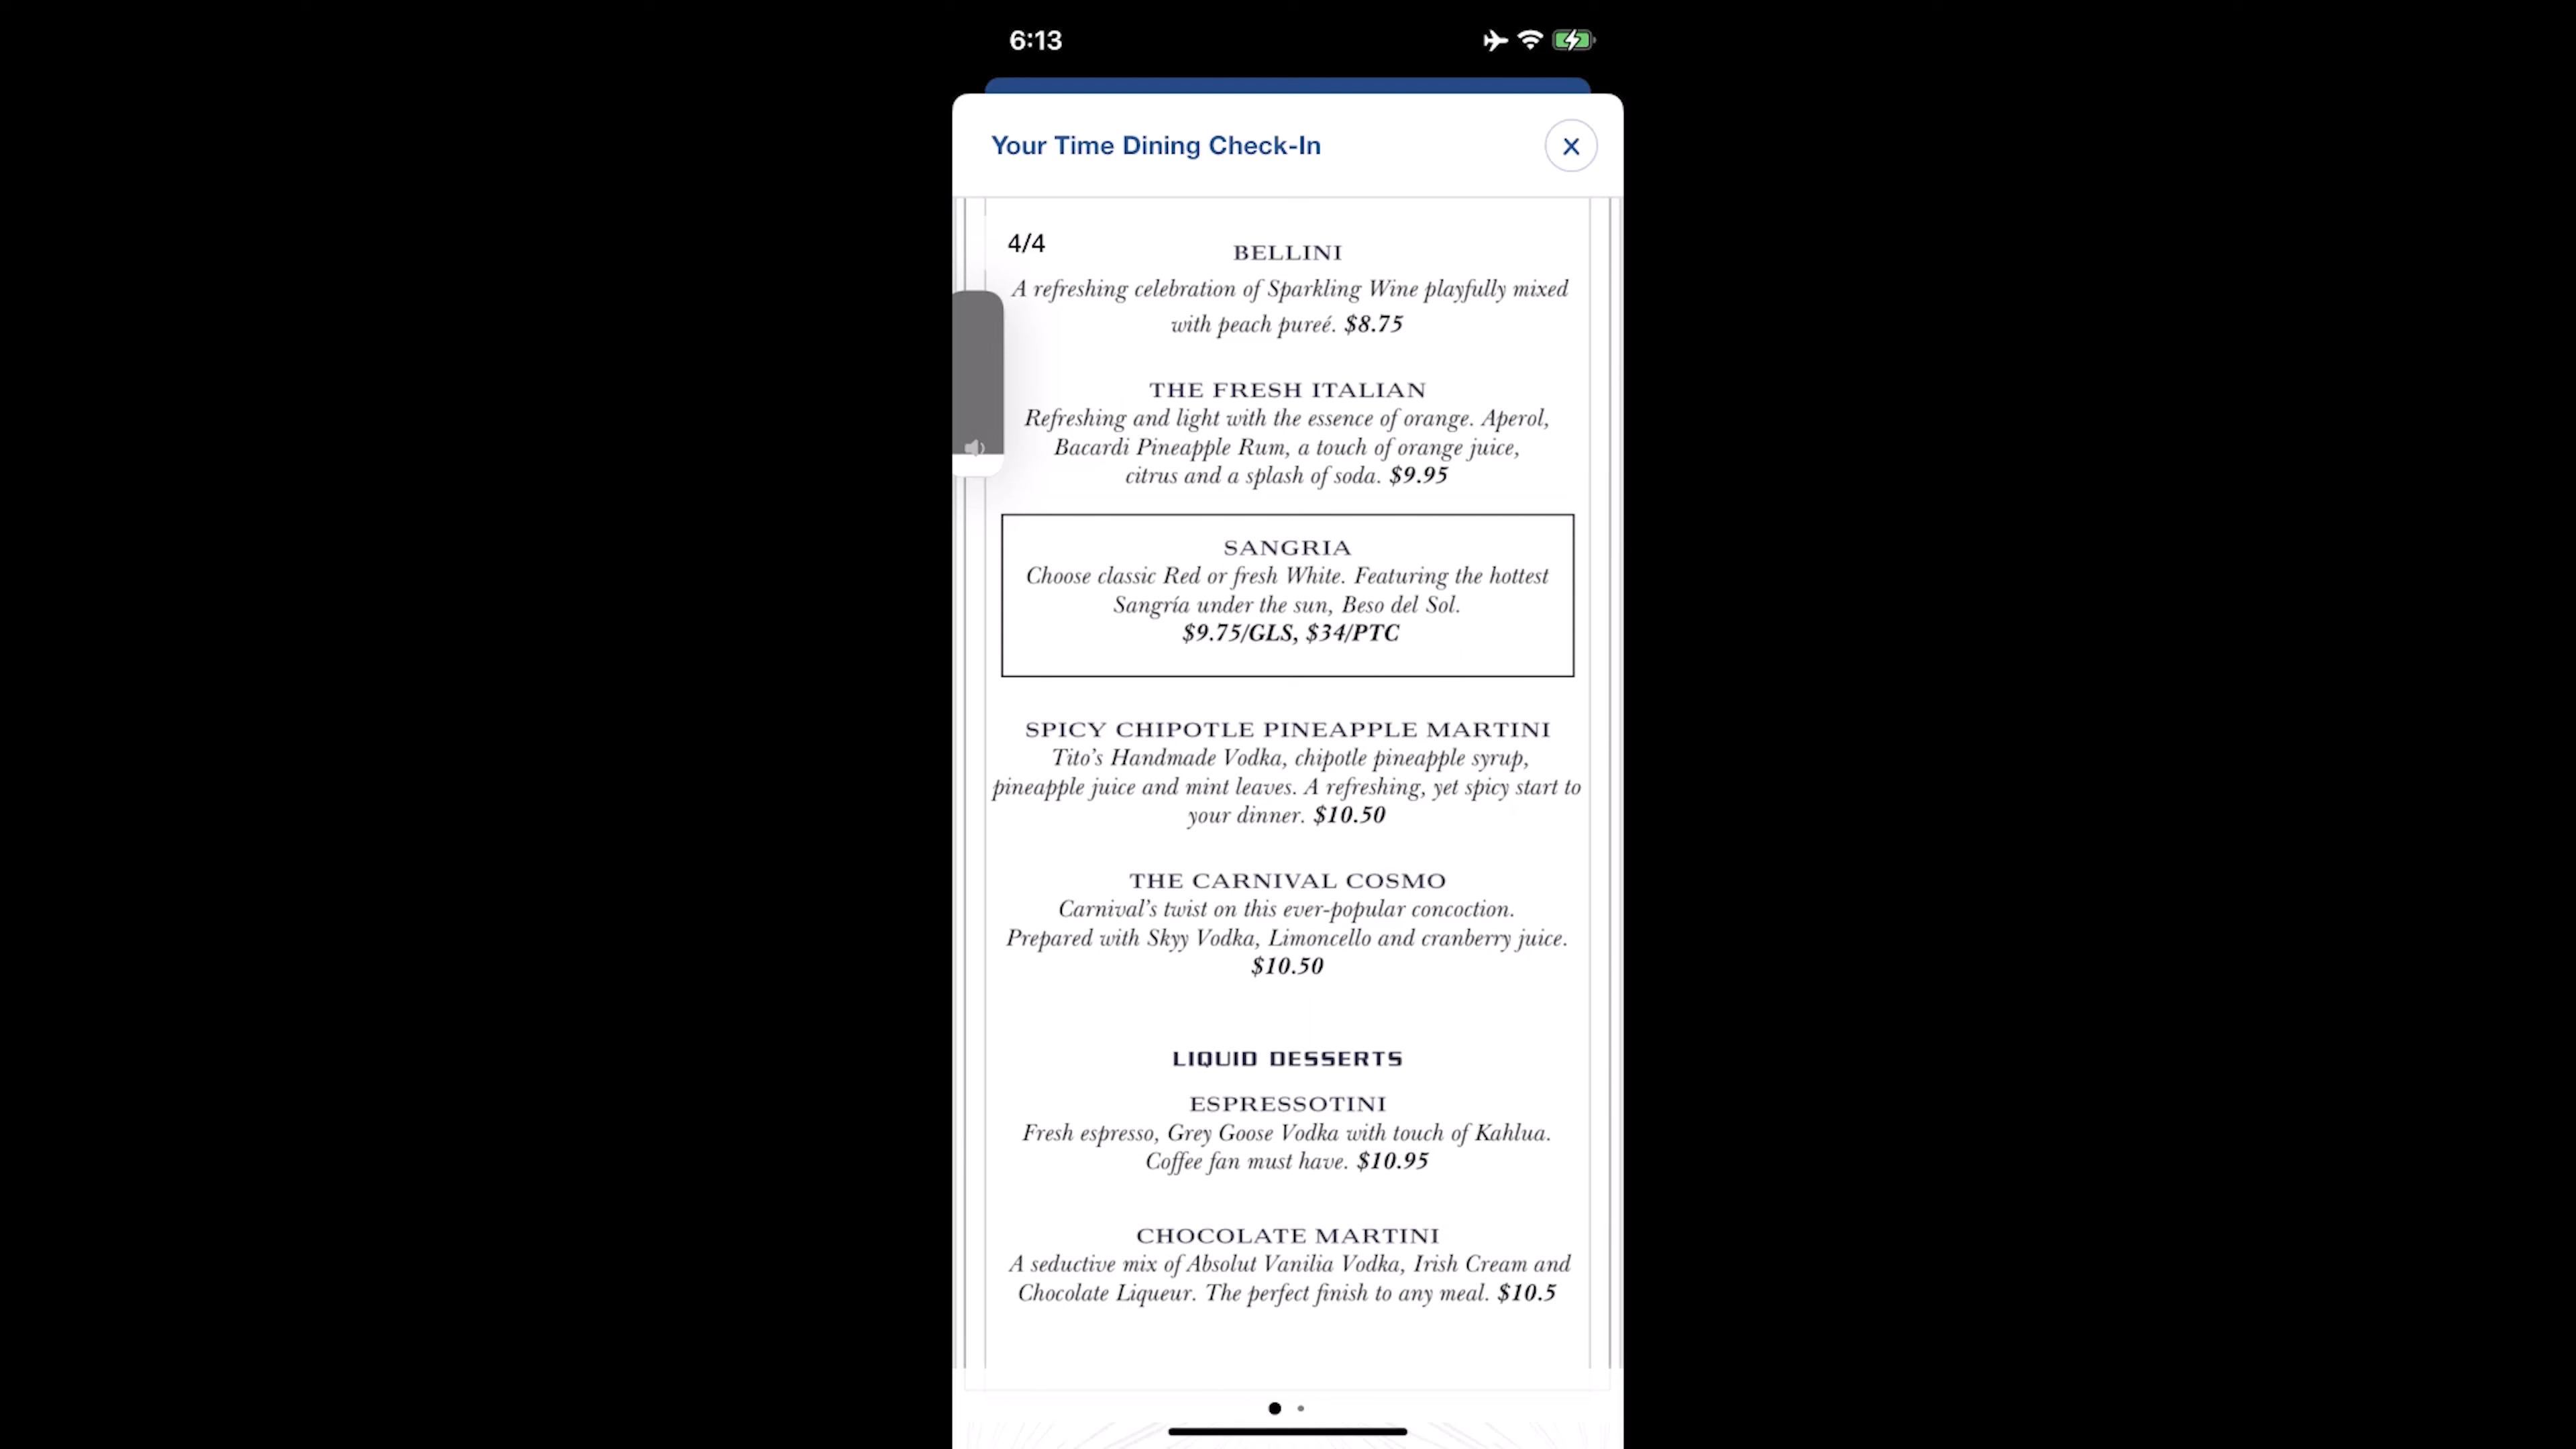 6:13
Your Time Dining Check-In
4/4
BELLINI
A refreshing celebration of Sparkling Wine playfully mixed
with peach pureé. $8.75
THE FRESH ITALIAN
Refreshing and light with the essence of orange. Aperol,
Bacardi Pineapple Rum, a touch of orange juice,
citrus and a splash of soda. $9.95
SANGRIA
Choose classic Red or fresh White. Featuring the hottest
Sangría under the sun, Beso del Sol.
$9.75/GLS, $34/PTC
SPICY CHIPOTLE PINEAPPLE MARTINI
Tito's Handmade Vodka, chipotle pineapple syrup,
pineapple juice and mint leaves. A refreshing, yet spicy start to
your dinner. $10.50
THE CARNIVAL COSMO
Carnival's twist on this ever-popular concoction.
Prepared with Skyy Vodka, Limoncello and cranberry juice.
$10.50
LIQUID DESSERTS
ESPRESSOTINI
Fresh espresso, Grey Goose Vodka with touch of Kahlua.
Coffee fan must have. $10.95
CHOCOLATE MARTINI
A seductive mix of Absolut Vanilia Vodka, Irish Cream and
Chocolate Liqueur. The perfect finish to any meal. $10.5